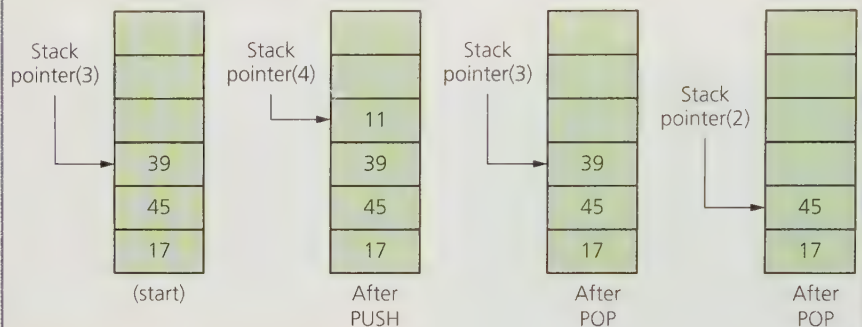 Stack
pointer(3)
39
45
17
(start)
Stack
pointer(4)
11
39
45
17
After
PUSH
Stack
pointer(3)
39
45
17
After
POP
Stack
pointer(2)
45
17
After
POP